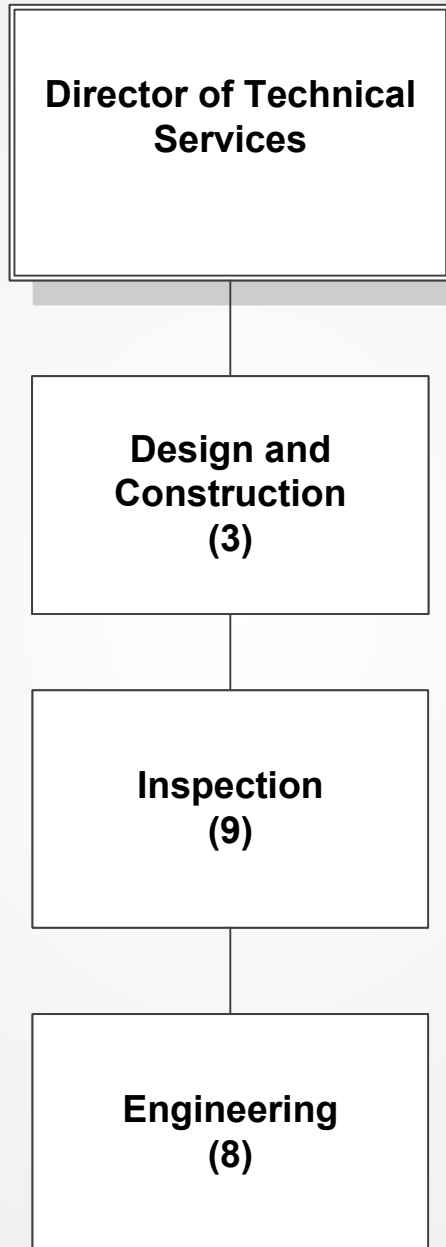 Director of Technical
Services
Design and
Construction
(3)
Inspection
(9)
Engineering
(8)